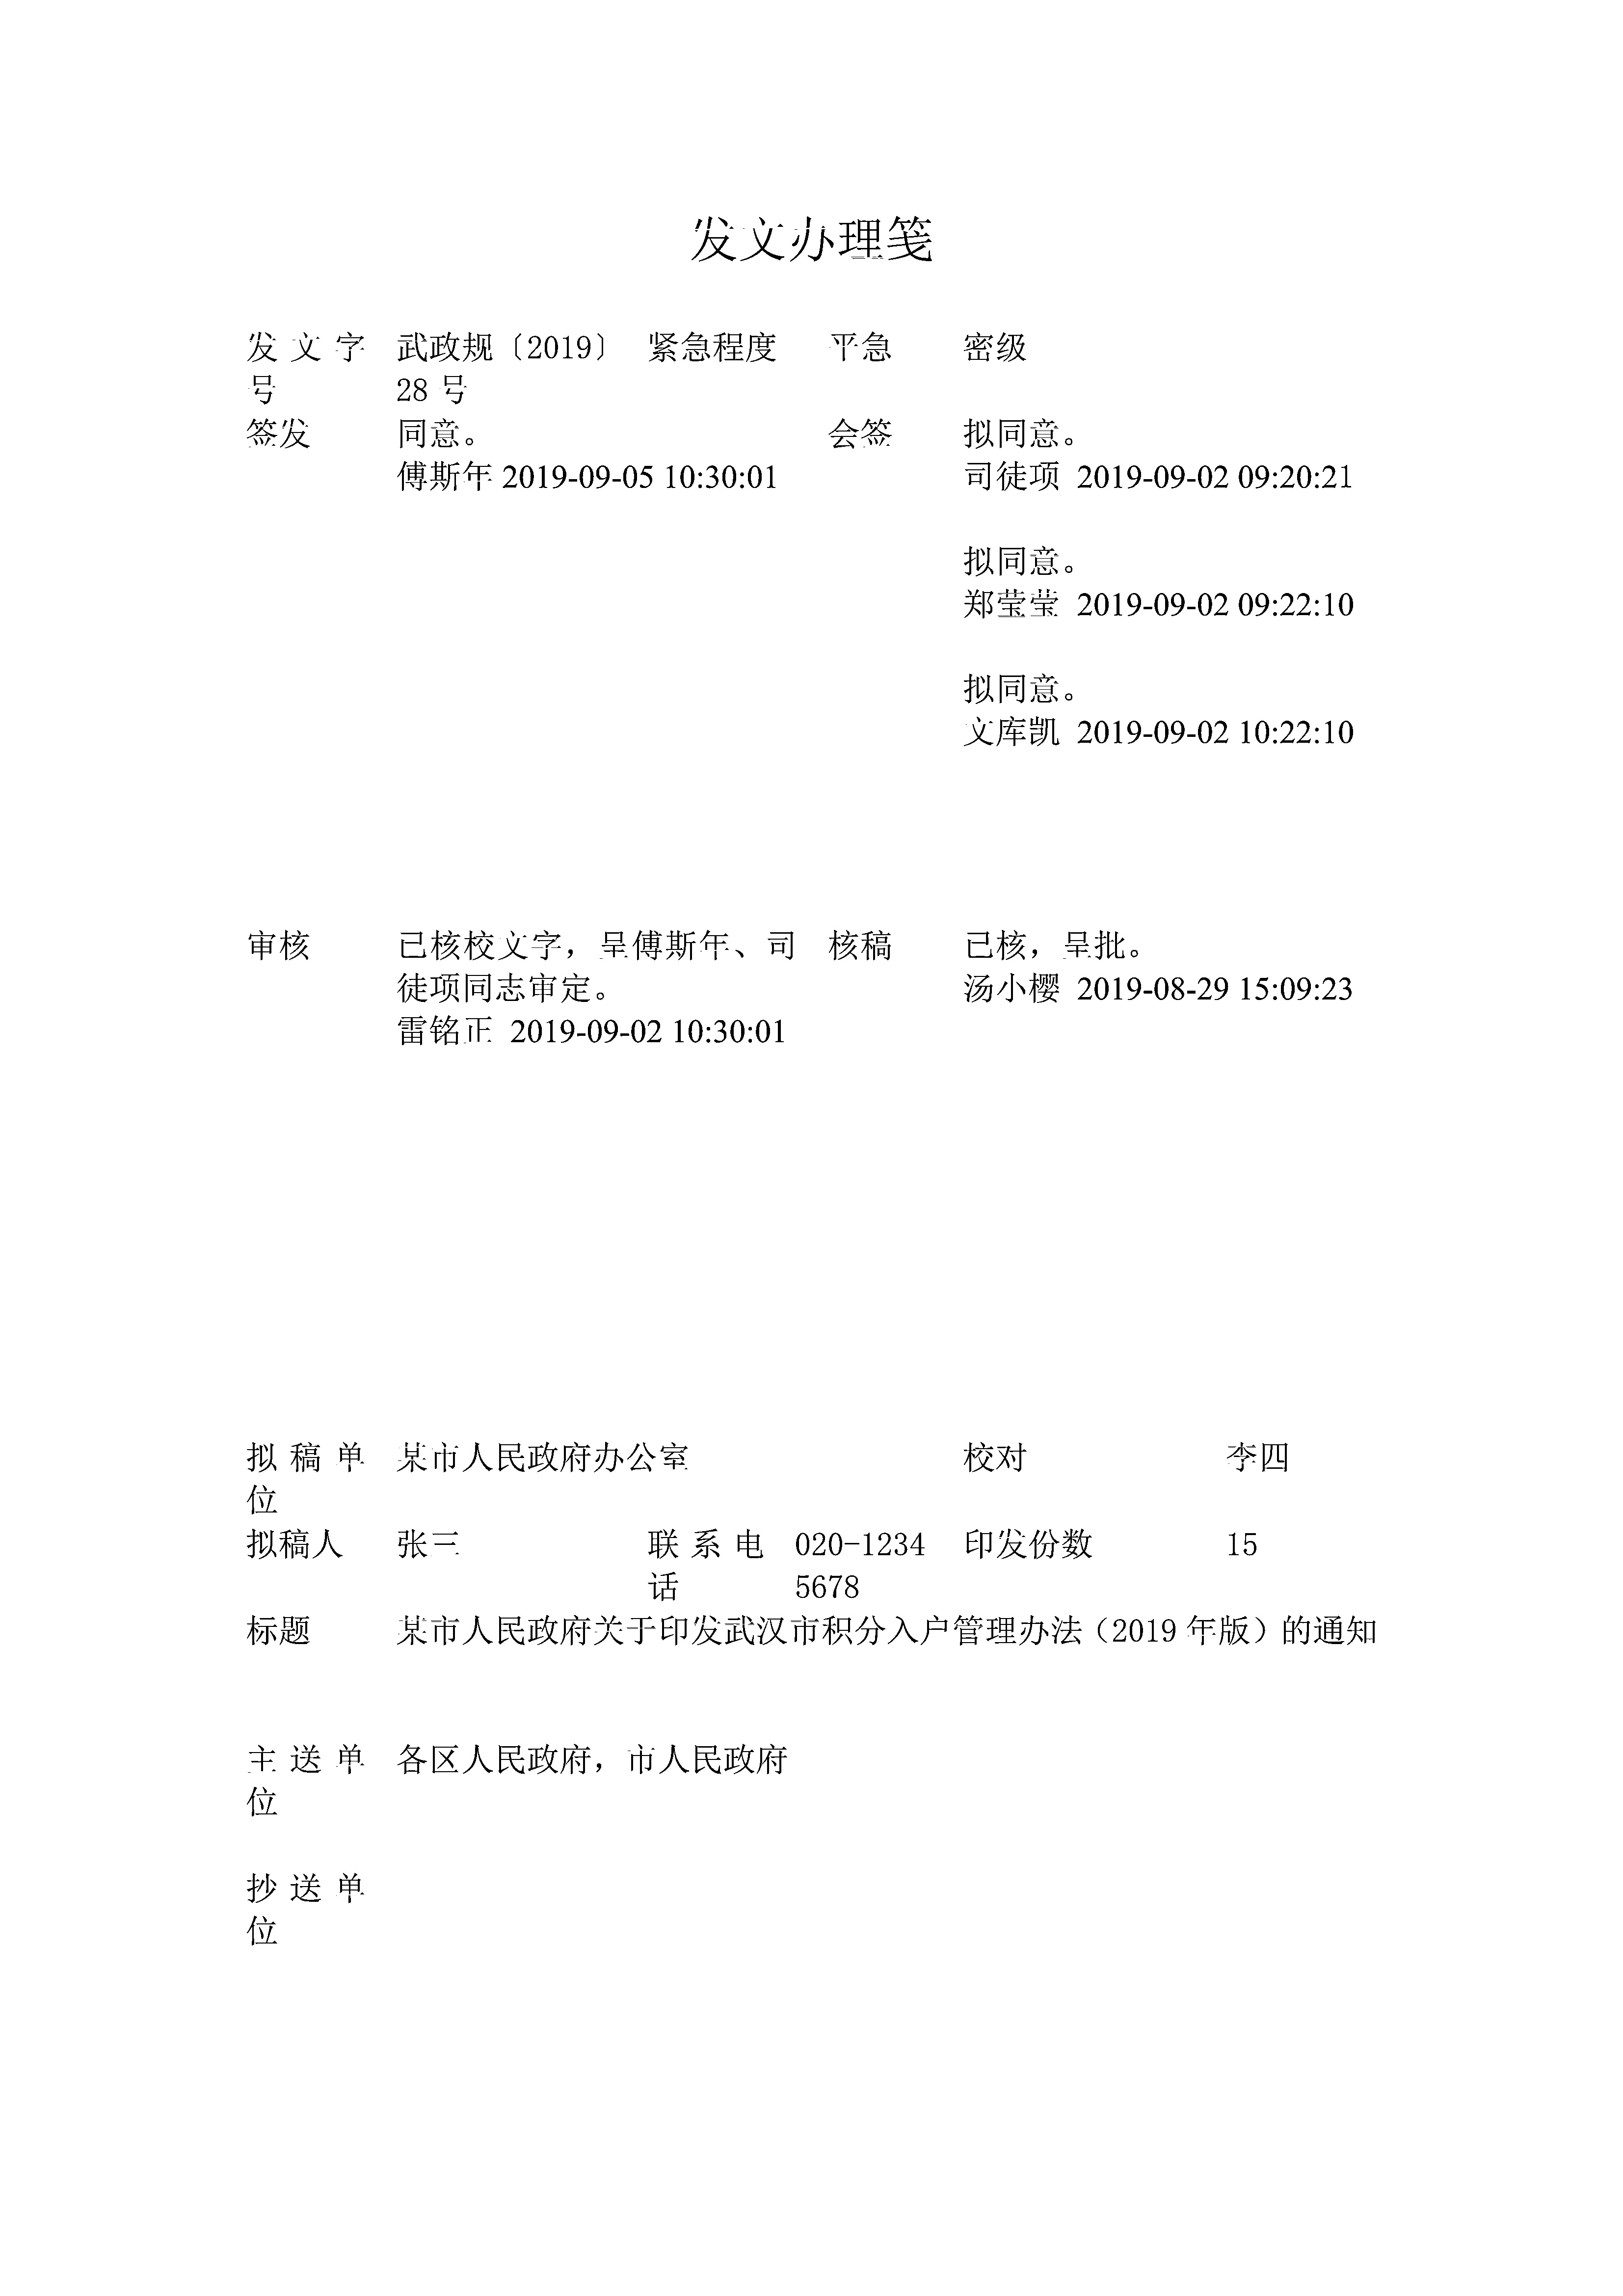 发文办理笺
发文字 武政规〔2019〕 紧急程度 平急 密级
号 28 号
签发 同意。 会签 拟同意。
傅斯年 2019-09-05 10:30:01 司徒项 2019-09-02 09:20:21
拟同意。
郑莹莹 2019-09-02 09:22:10
拟同意。
文库凯 2019-09-02 10:22:10
审核 已核校文字，呈傅斯年、司 核稿 已核，呈批。
徒项同志审定。 汤小樱 2019-08-29 15:09:23
雷铭正 2019-09-02 10:30:01
拟稿单 某市人民政府办公室 校对 李四
位
拟稿人 张三 联系电 020-1234 印发份数 15
话 5678
标题 某市人民政府关于印发武汉市积分入户管理办法（2019 年版）的通知
主送单 各区人民政府，市人民政府
位
抄送单
位